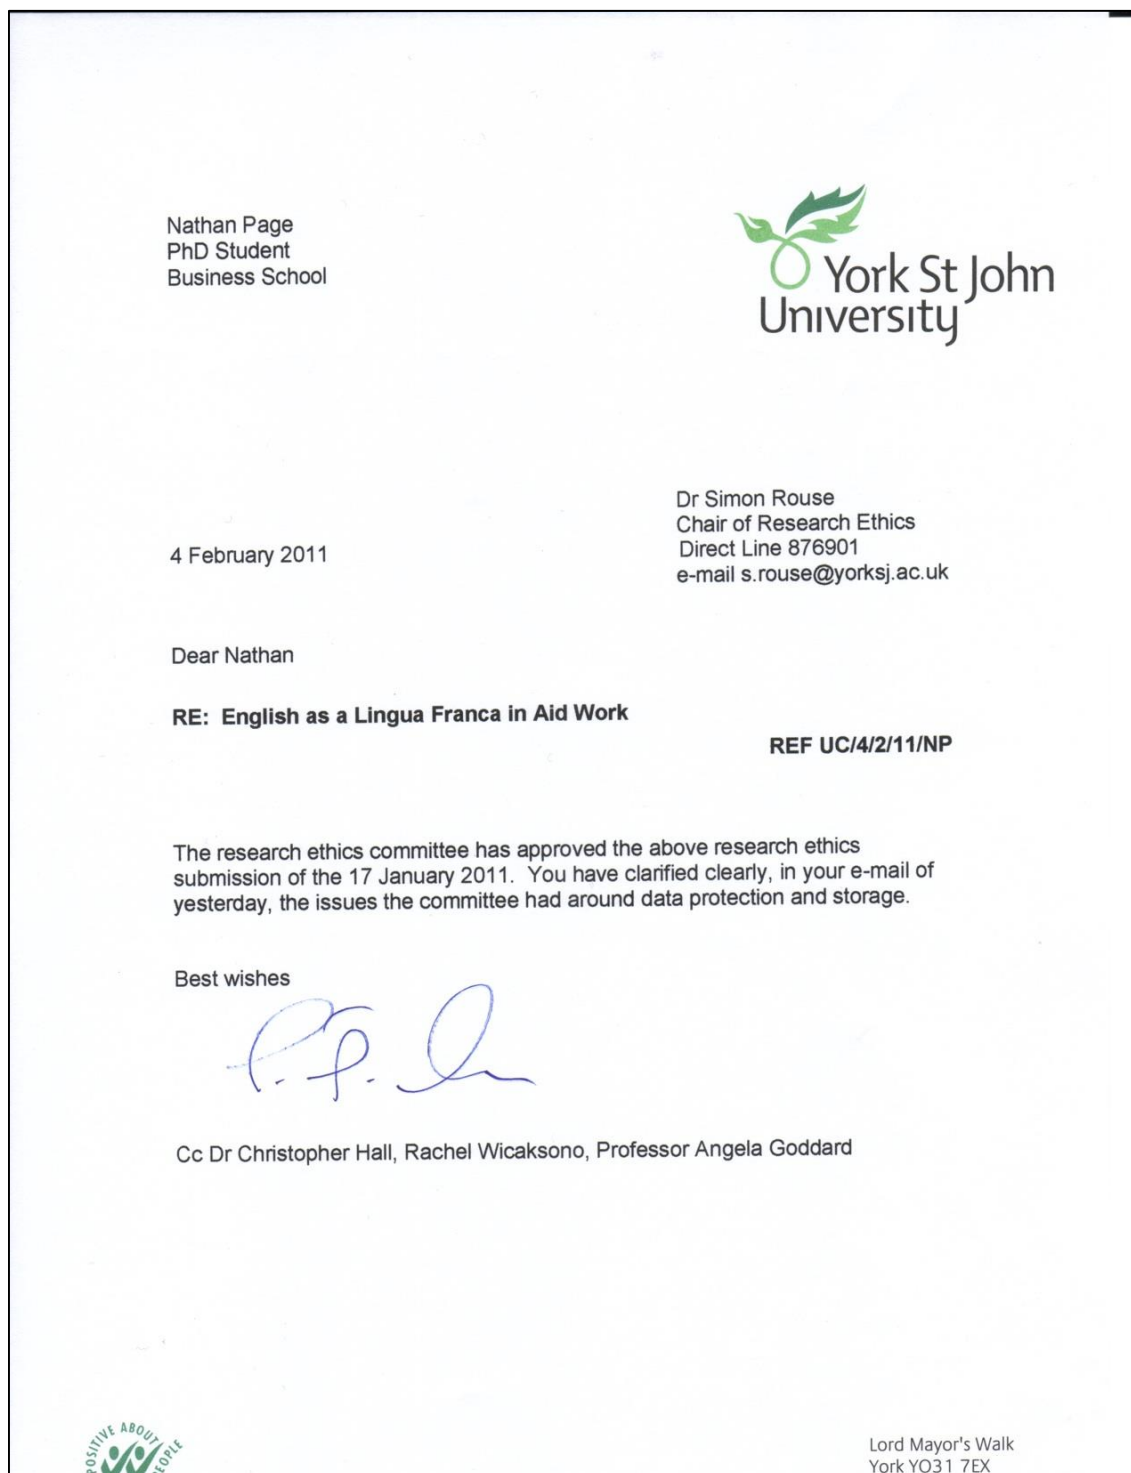 Nathan Page
PhD Student
Business School
York St John
University
Dr Simon Rouse
Chair of Research Ethics
Direct Line 876901
e-mail s.rouse@yorksj.ac.uk
4 February 2011
Dear Nathan
RE: English as a Lingua Franca in Aid Work
REF UC/4/2/11/NP
The research ethics committee has approved the above research ethics
submission of the 17 January 2011. You have clarified clearly, in your e-mail of
yesterday, the issues the committee had around data protection and storage.
Best wishes
P.P.
Cc Dr Christopher Hall, Rachel Wicaksono, Professor Angela Goddard
POSITIVE ABOUT
PEOPLE
Lord Mayor's Walk
York YO31 7EX